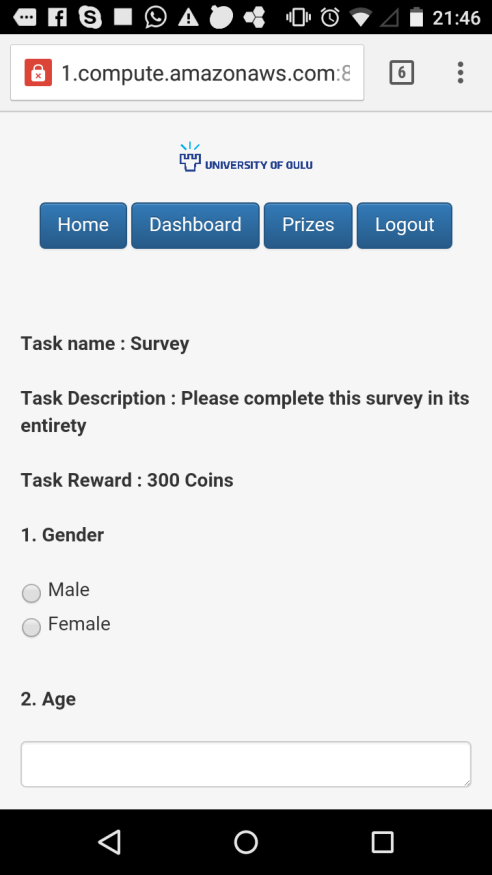 21:46
1.compute.amazonaws.com:8
6
UNIVERSITY OF OULU
Home Dashboard Prizes Logout
Task name : Survey
Task Description : Please complete this survey in its
entirety
Task Reward : 300 Coins
1. Gender
Male
Female
2. Age